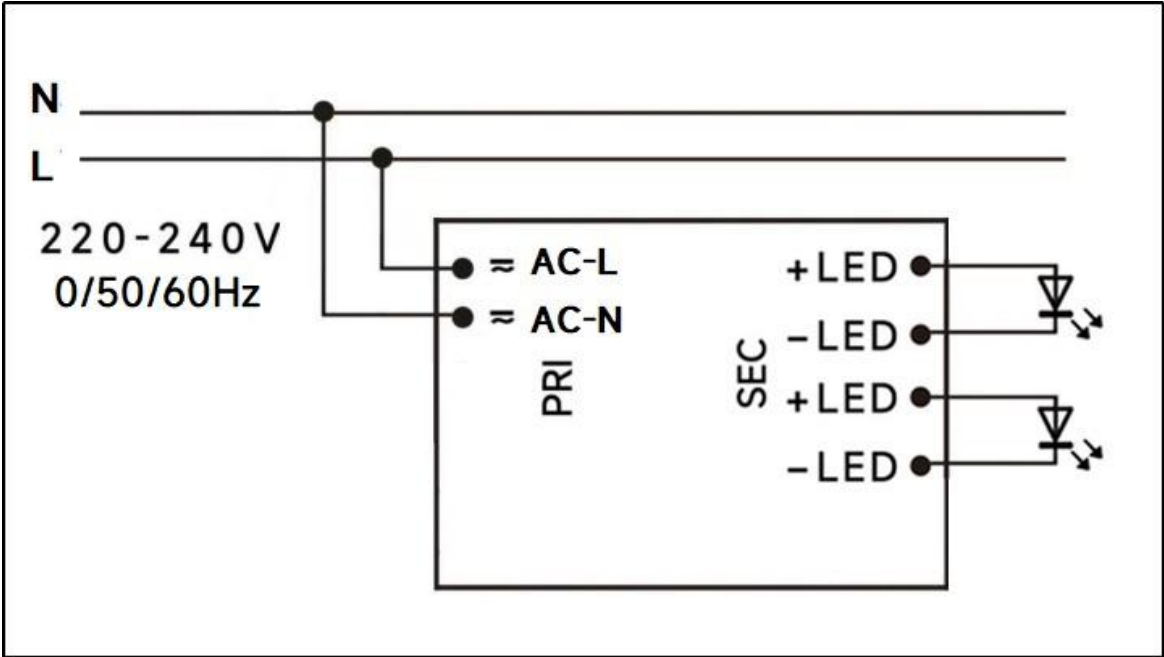 N
L
220-240V
0/50/60Hz
AC-L
AC-N
PRI
SEC
+LED
-LED
+LED
-LED